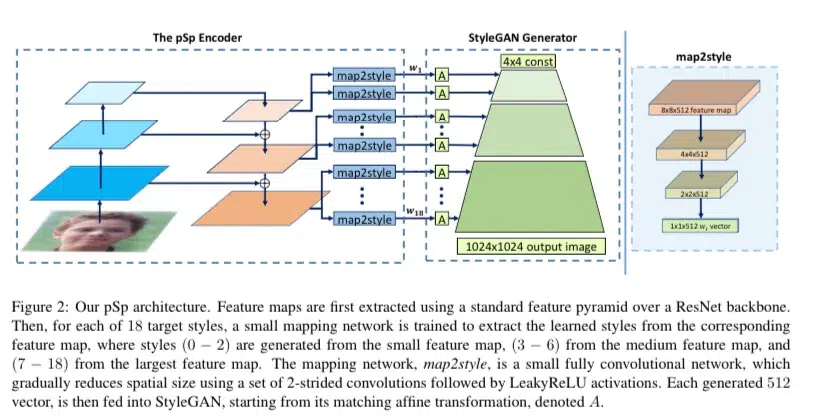 The pSp Encoder
StyleGAN Generator
map2style
4x4 const
map2style
w₁
A
map2style
A
map2style
A
map2style
A
map2style
A
map2style
w₁₈
A
1024x1024 output image
8x8x512 feature map
4x4x512
2x2x512
1x1x512 wᵢ vector
Figure 2: Our pSp architecture. Feature maps are first extracted using a standard feature pyramid over a ResNet backbone.
Then, for each of 18 target styles, a small mapping network is trained to extract the learned styles from the corresponding
feature map, where styles (0 − 2) are generated from the small feature map, (3 − 6) from the medium feature map, and
(7 − 18) from the largest feature map. The mapping network, map2style, is a small fully convolutional network, which
gradually reduces spatial size using a set of 2-strided convolutions followed by LeakyReLU activations. Each generated 512
vector, is then fed into StyleGAN, starting from its matching affine transformation, denoted A.